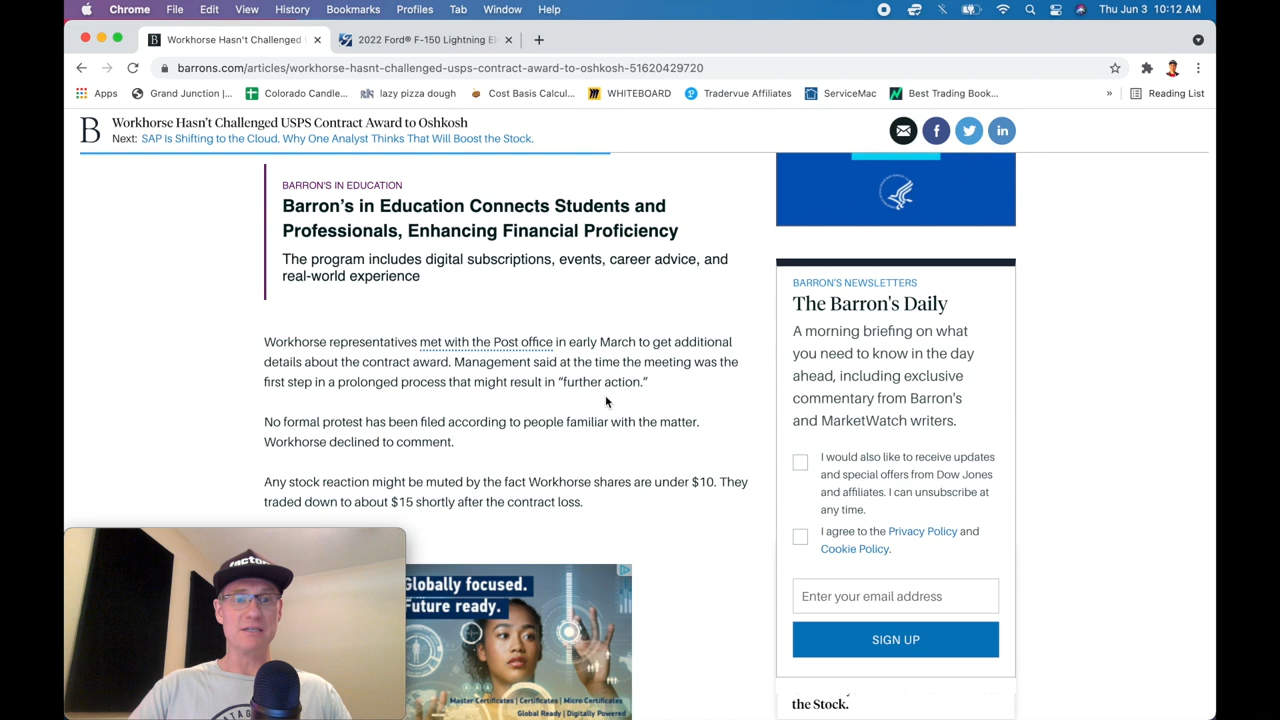 Chrome File Edit View History Bookmarks Profiles Tab Window Help Thu Jun 3 10:12 AM
B Workhorse Hasn't Challenged × 2022 Ford® F-150 Lightning El × +
barrons.com/articles/workhorse-hasnt-challenged-usps-contract-award-to-oshkosh-51620429720
Apps Grand Junction |... Colorado Candle... lazy pizza dough Cost Basis Calcul... WHITEBOARD Tradervue Affiliates ServiceMac Best Trading Book... » Reading List
B
Workhorse Hasn't Challenged USPS Contract Award to Oshkosh
Next: SAP Is Shifting to the Cloud. Why One Analyst Thinks That Will Boost the Stock.
BARRON'S IN EDUCATION
Barron's in Education Connects Students and
Professionals, Enhancing Financial Proficiency
The program includes digital subscriptions, events, career advice, and
real-world experience
Workhorse representatives met with the Post office in early March to get additional
details about the contract award. Management said at the time the meeting was the
first step in a prolonged process that might result in “further action.”
No formal protest has been filed according to people familiar with the matter.
Workhorse declined to comment.
Any stock reaction might be muted by the fact Workhorse shares are under $10. They
traded down to about $15 shortly after the contract loss.
Globally focused.
Future ready.
Master Certificates | Certificates | Micro Certificates
Global Ready | Digitally Powered
BARRON'S NEWSLETTERS
The Barron's Daily
A morning briefing on what
you need to know in the day
ahead, including exclusive
commentary from Barron's
and MarketWatch writers.
I would also like to receive updates
and special offers from Dow Jones
and affiliates. I can unsubscribe at
any time.
I agree to the Privacy Policy and
Cookie Policy.
Enter your email address
SIGN UP
the Stock.